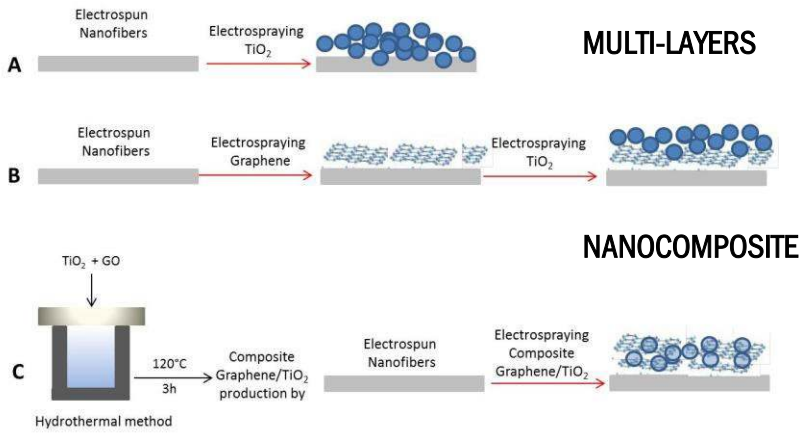 Electrospun
Nanofibers
Electrospraying
TiO₂
MULTI-LAYERS
A
Electrospun
Nanofibers
Electrospraying
Graphene
Electrospraying
TiO₂
B
NANOCOMPOSITE
TiO₂ + GO
120°C
3h
Composite
Graphene/TiO₂
production by
Electrospun
Nanofibers
Electrospraying
Composite
Graphene/TiO₂
C
Hydrothermal method